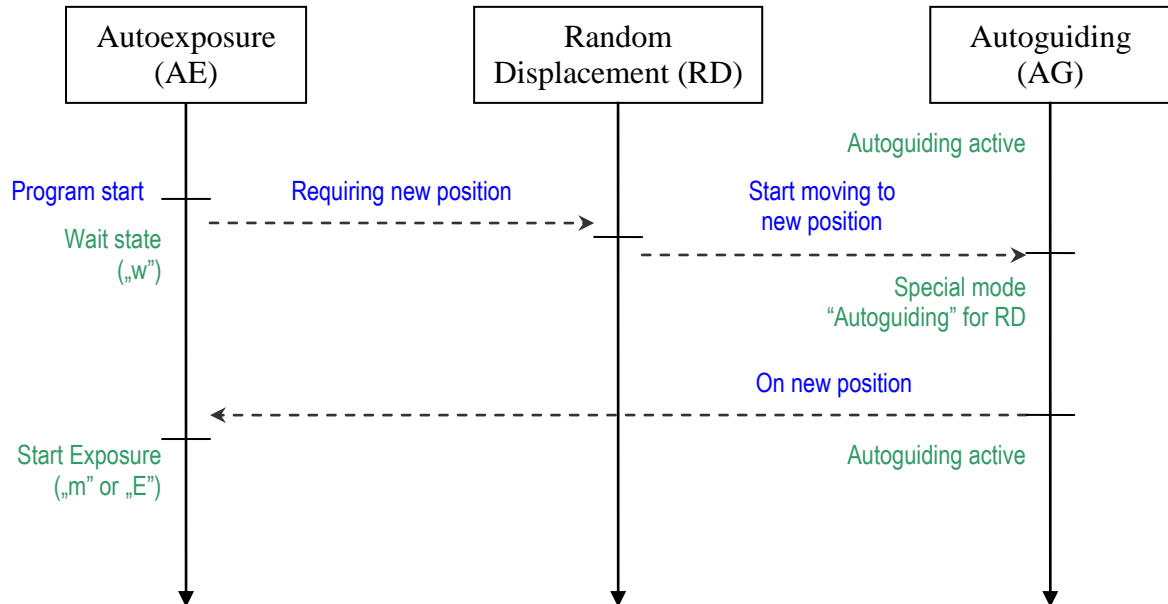 Autoexposure
(AE)
Random
Displacement (RD)
Autoguiding
(AG)
Autoguiding active
Program start
Requiring new position
Start moving to
new position
Wait state
(„w”)
Special mode
“Autoguiding” for RD
On new position
Start Exposure
(„m” or „E”)
Autoguiding active